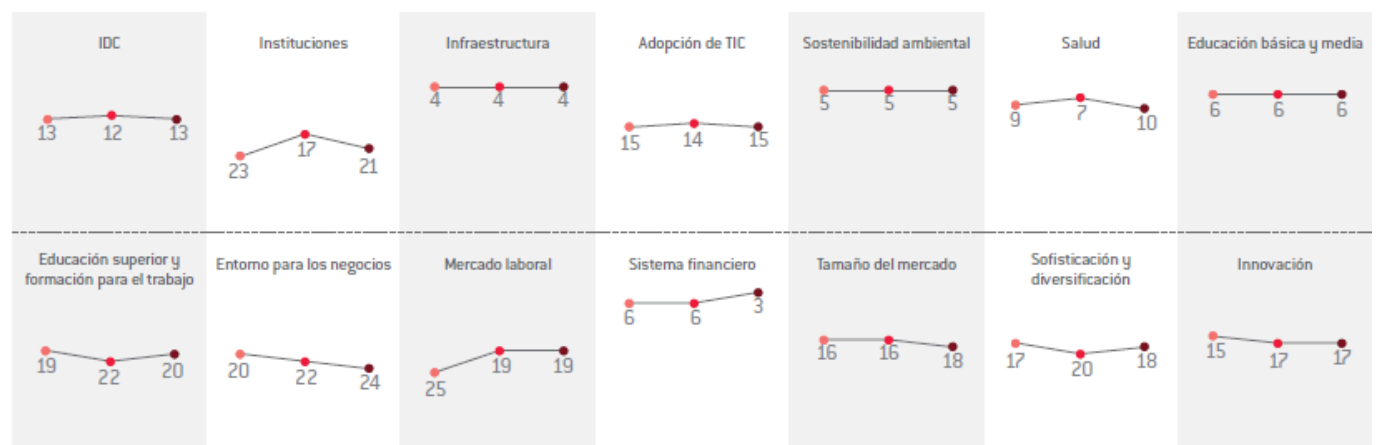 IDC
13 12 13
Instituciones
23 17 21
Infraestructura
4 4 4
Adopción de TIC
15 14 15
Sostenibilidad ambiental
5 5 5
Salud
9 7 10
Educación básica y media
6 6 6
Educación superior y
formación para el trabajo
19 22 20
Entorno para los negocios
20 22 24
Mercado laboral
25 19 19
Sistema financiero
6 6 3
Tamaño del mercado
16 16 18
Sofisticación y
diversificación
17 20 18
Innovación
15 17 17